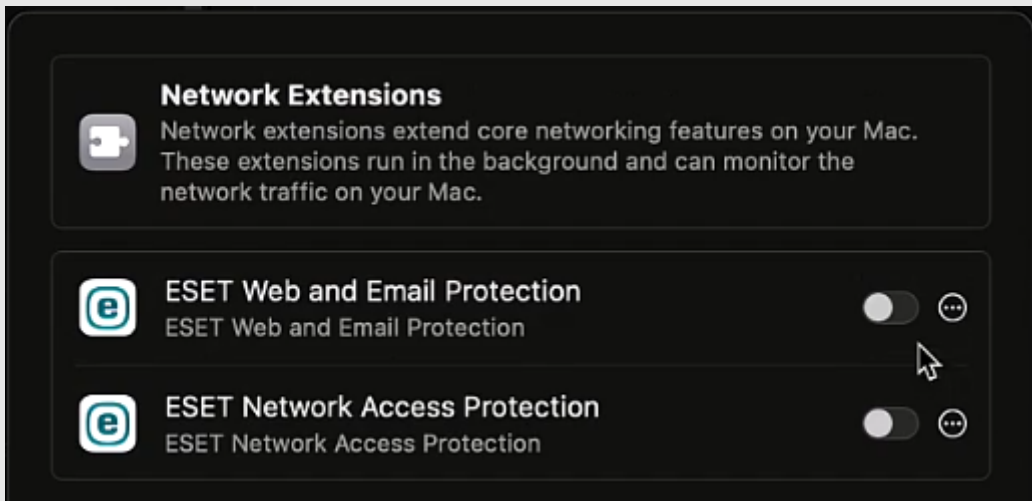 Network Extensions
Network extensions extend core networking features on your Mac.
These extensions run in the background and can monitor the
network traffic on your Mac.
ESET Web and Email Protection
ESET Web and Email Protection
ESET Network Access Protection
ESET Network Access Protection